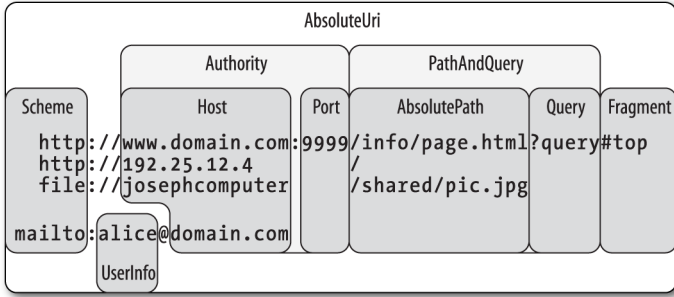 AbsoluteUri
Authority PathAndQuery
Scheme Host Port AbsolutePath Query Fragment
http://www.domain.com:9999/info/page.html?query#top
http://192.25.12.4 /
file://josephcomputer /shared/pic.jpg
mailto:alice@domain.com
UserInfo